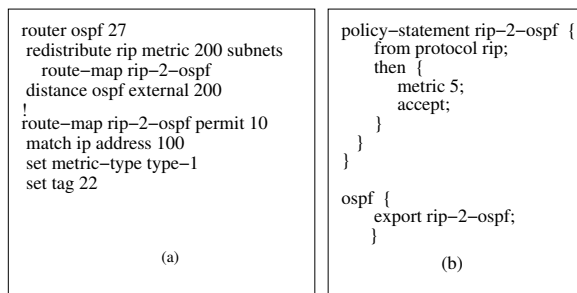 router ospf 27
redistribute rip metric 200 subnets
route-map rip-2-ospf
distance ospf external 200
!
route-map rip-2-ospf permit 10
match ip address 100
set metric-type type-1
set tag 22
(a)
policy-statement rip-2-ospf {
from protocol rip;
then {
metric 5;
accept;
}
}
}
ospf {
export rip-2-ospf;
}
(b)